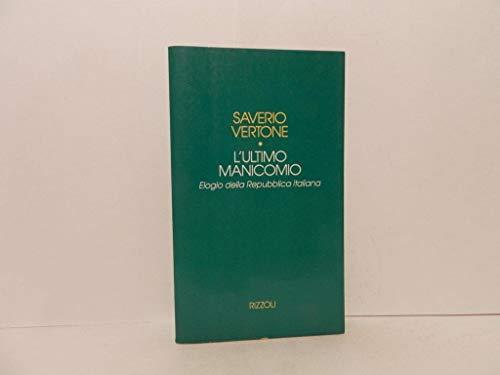 SAVERIO
VERTONE
L'ULTIMO
MANICOMIO
Elogio della Repubblica italiana
RIZZOLI